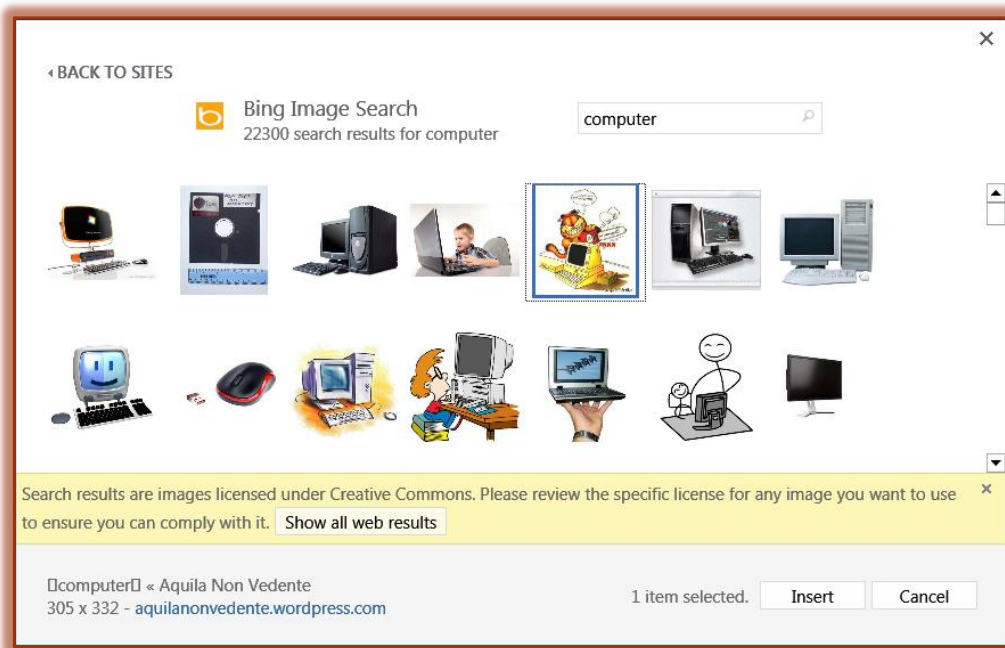 BACK TO SITES
Bing Image Search
22300 search results for computer
computer
Search results are images licensed under Creative Commons. Please review the specific license for any image you want to use
to ensure you can comply with it. Show all web results
▯computer▯ « Aquila Non Vedente
305 x 332 - aquilanonvedente.wordpress.com
1 item selected. Insert Cancel